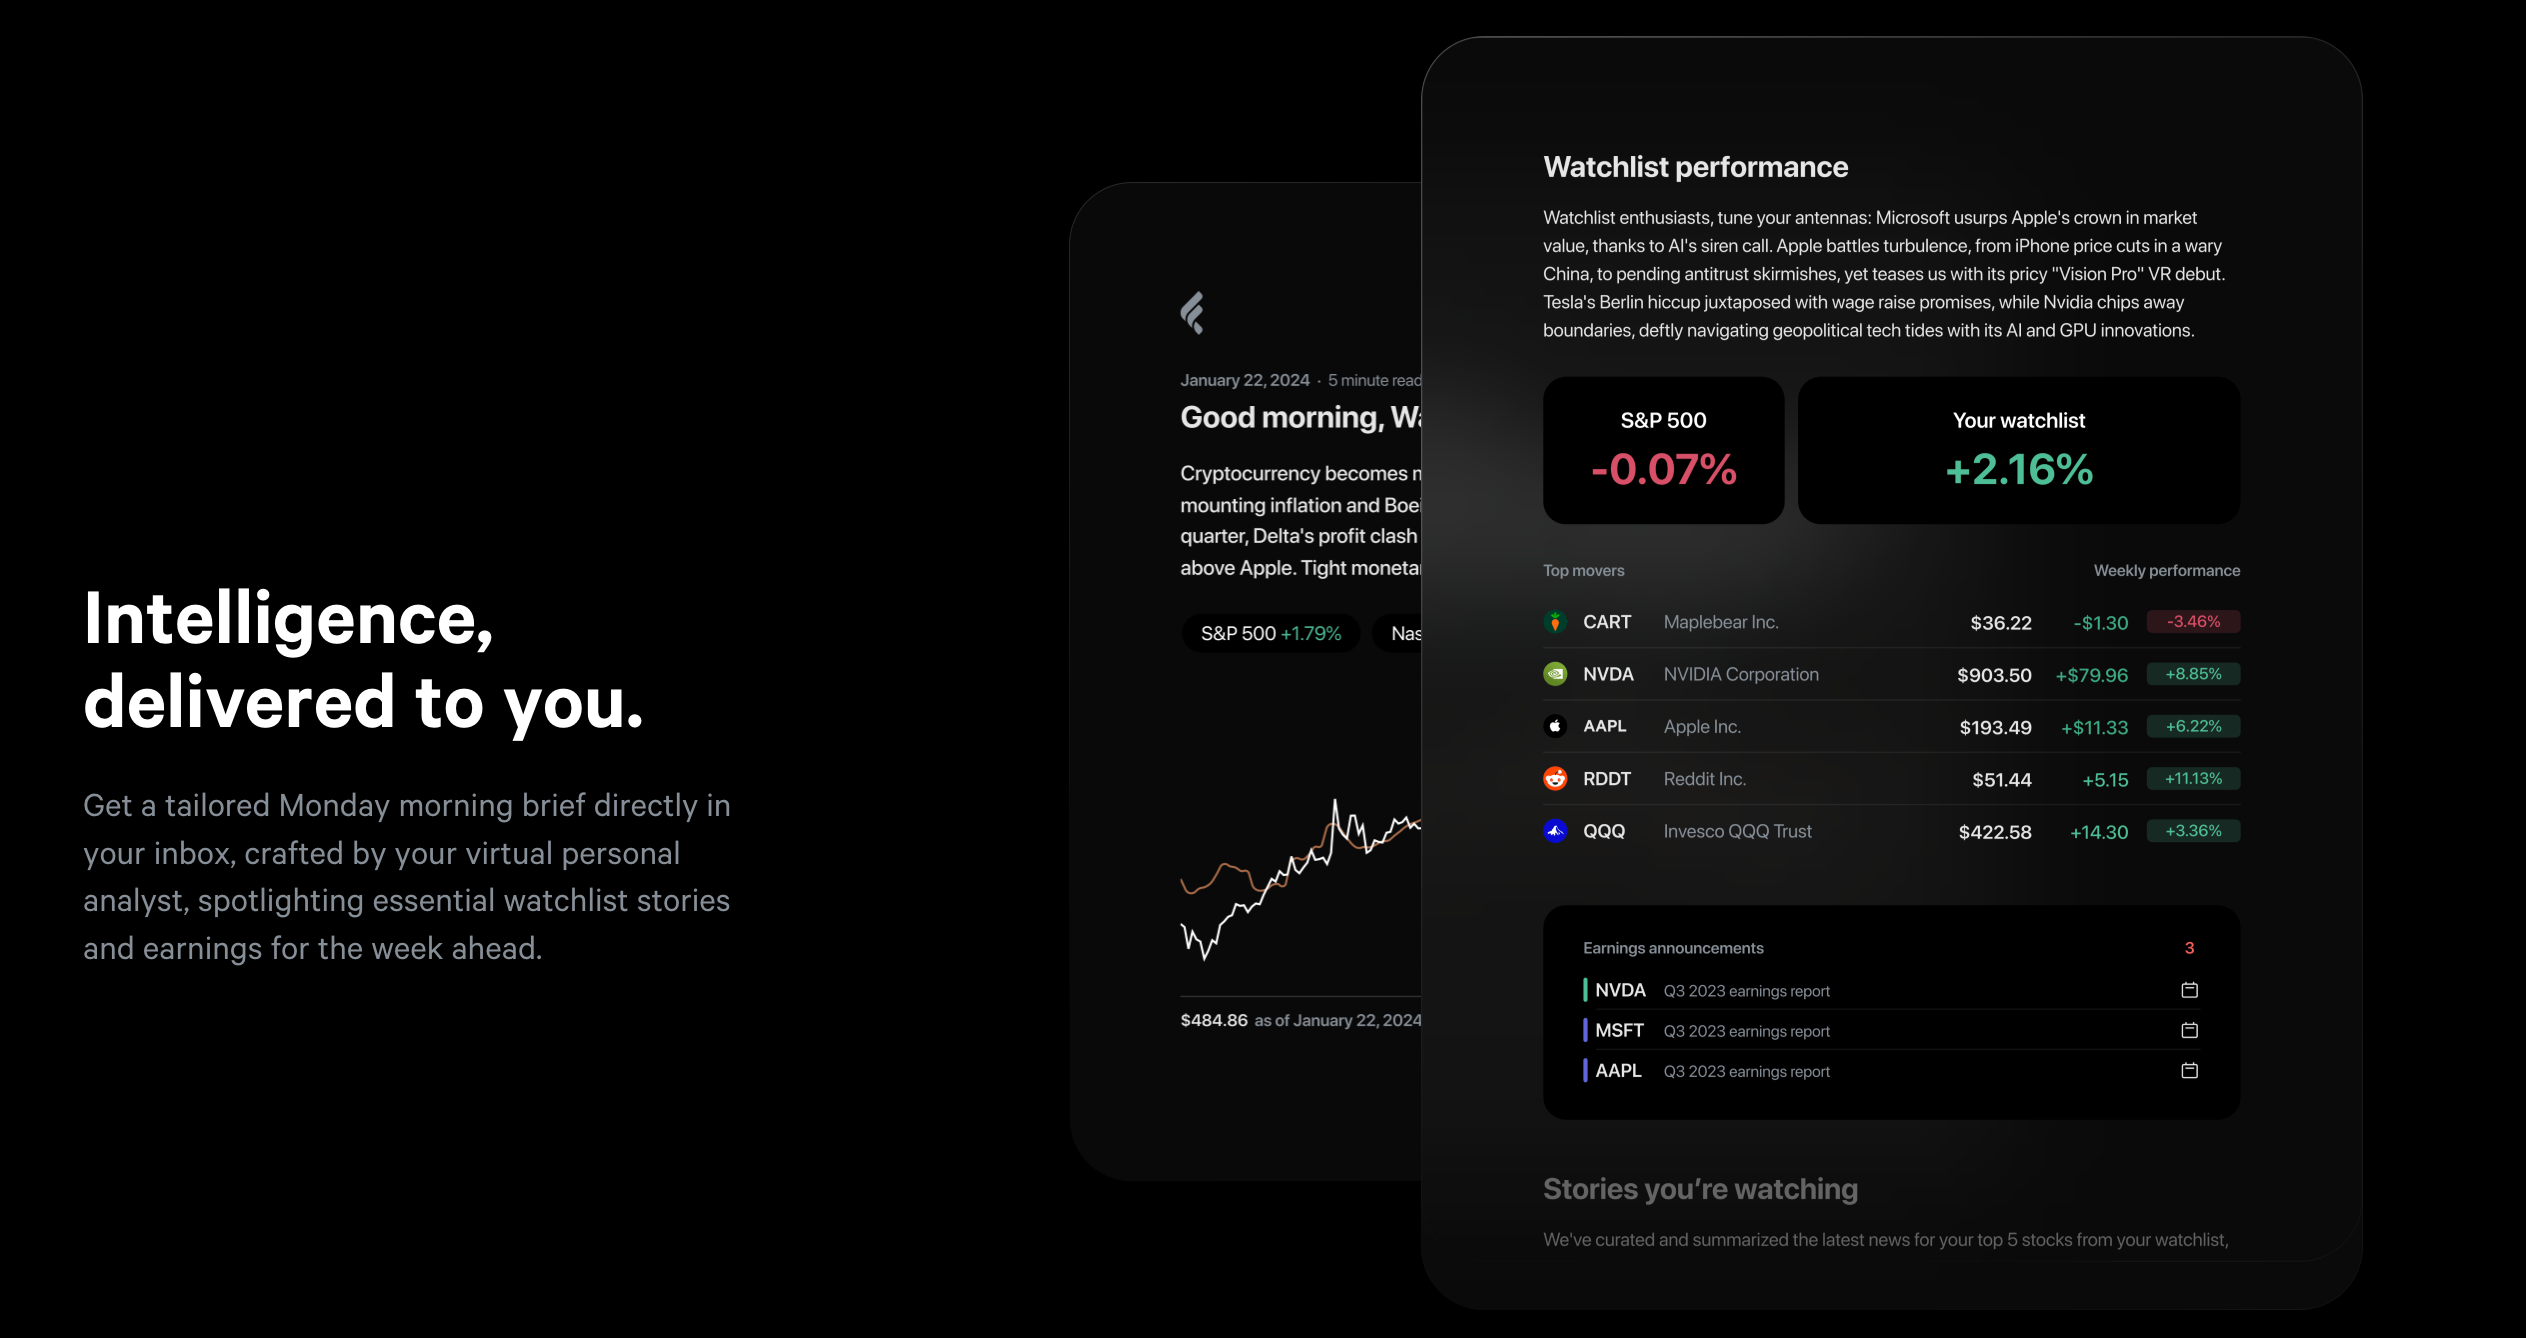 Intelligence,
delivered to you.
Get a tailored Monday morning brief directly in
your inbox, crafted by your virtual personal
analyst, spotlighting essential watchlist stories
and earnings for the week ahead.
January 22, 2024 · 5 minute read
Good morning,
Cryptocurrency becomes
mounting inflation and
quarter, Delta's profit clash
above Apple. Tight
S&P 500 +1.79%
$484.86 as of January 22, 2024
Watchlist performance
Watchlist enthusiasts, tune your antennas: Microsoft usurps Apple's crown in market
value, thanks to AI's siren call. Apple battles turbulence, from iPhone price cuts in a wary
China, to pending antitrust skirmishes, yet teases us with its pricy "Vision Pro" VR debut.
Tesla's Berlin hiccup juxtaposed with wage raise promises, while Nvidia chips away
boundaries, deftly navigating geopolitical tech tides with its AI and GPU innovations.
S&P 500
-0.07%
Your watchlist
+2.16%
Top movers Weekly performance
CART Maplebear Inc. $36.22 -$1.30 -3.46%
NVDA NVIDIA Corporation $903.50 +$79.96 +8.85%
AAPL Apple Inc. $193.49 +$11.33 +6.22%
RDDT Reddit Inc. $51.44 +5.15 +11.13%
QQQ Invesco QQQ Trust $422.58 +14.30 +3.36%
Earnings announcements 3
NVDA Q3 2023 earnings report
MSFT Q3 2023 earnings report
AAPL Q3 2023 earnings report
Stories you’re watching
We've curated and summarized the latest news for your top 5 stocks from your watchlist,